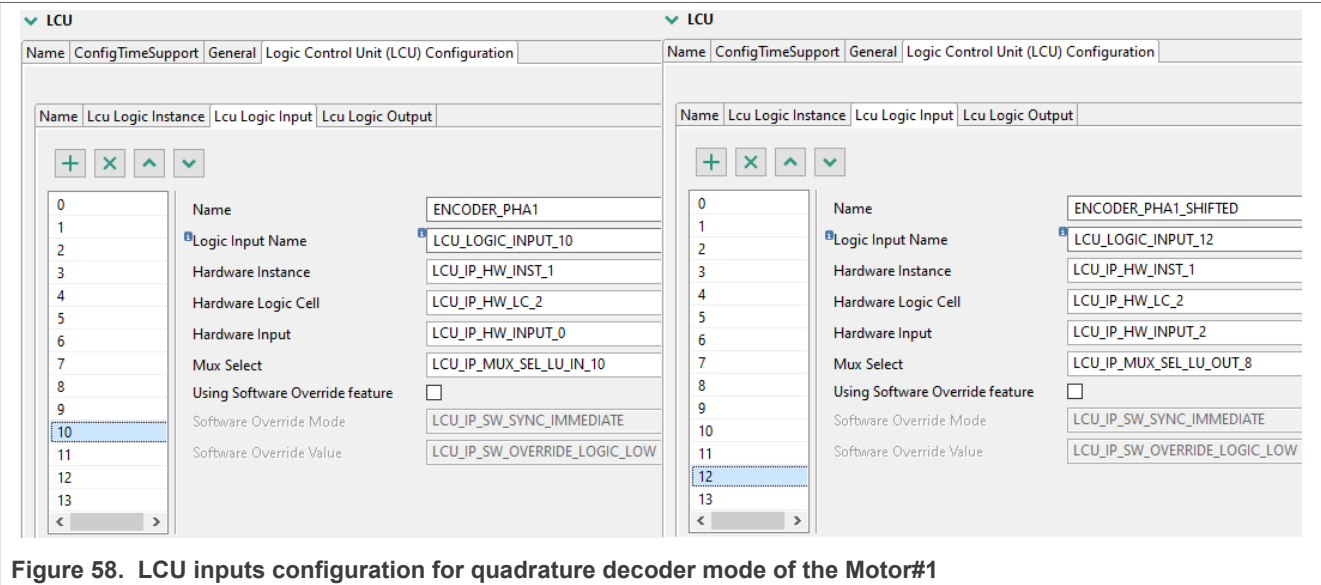 LCU
Name ConfigTimeSupport General Logic Control Unit (LCU) Configuration
Name Lcu Logic Instance Lcu Logic Input Lcu Logic Output
0
1
2
3
4
5
6
7
8
9
10
11
12
13
Name ENCODER_PHA1
Logic Input Name LCU_LOGIC_INPUT_10
Hardware Instance LCU_IP_HW_INST_1
Hardware Logic Cell LCU_IP_HW_LC_2
Hardware Input LCU_IP_HW_INPUT_0
Mux Select LCU_IP_MUX_SEL_LU_IN_10
Using Software Override feature
Software Override Mode LCU_IP_SW_SYNC_IMMEDIATE
Software Override Value LCU_IP_SW_OVERRIDE_LOGIC_LOW
LCU
Name ConfigTimeSupport General Logic Control Unit (LCU) Configuration
Name Lcu Logic Instance Lcu Logic Input Lcu Logic Output
0
1
2
3
4
5
6
7
8
9
10
11
12
13
Name ENCODER_PHA1_SHIFTED
Logic Input Name LCU_LOGIC_INPUT_12
Hardware Instance LCU_IP_HW_INST_1
Hardware Logic Cell LCU_IP_HW_LC_2
Hardware Input LCU_IP_HW_INPUT_2
Mux Select LCU_IP_MUX_SEL_LU_OUT_8
Using Software Override feature
Software Override Mode LCU_IP_SW_SYNC_IMMEDIATE
Software Override Value LCU_IP_SW_OVERRIDE_LOGIC_LOW
Figure 58. LCU inputs configuration for quadrature decoder mode of the Motor#1